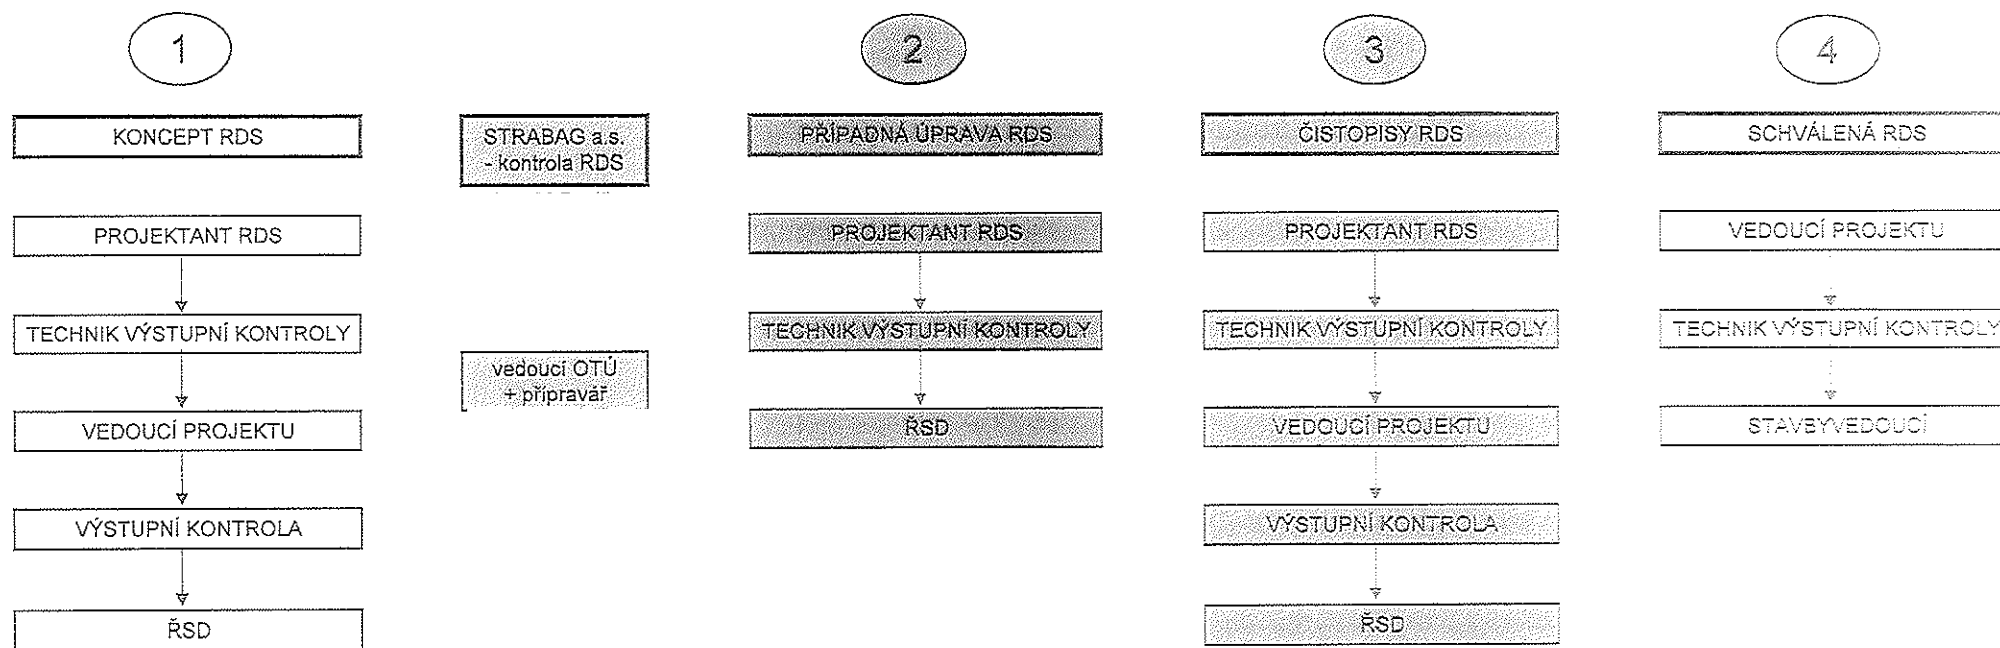 1
KONCEPT RDS
PROJEKTANT RDS
TECHNIK VÝSTUPNÍ KONTROLY
VEDOUCÍ PROJEKTU
VÝSTUPNÍ KONTROLA
ŘSD
STRABAG a.s.
- kontrola RDS
vedoucí OTÚ
+ přípravář
2
PŘÍPADNÁ ÚPRAVA RDS
PROJEKTANT RDS
TECHNIK VÝSTUPNÍ KONTROLY
ŘSD
3
ČISTOPISY RDS
PROJEKTANT RDS
TECHNIK VÝSTUPNÍ KONTROLY
VEDOUCÍ PROJEKTU
VÝSTUPNÍ KONTROLA
ŘSD
4
SCHVÁLENÁ RDS
VEDOUCÍ PROJEKTU
TECHNIK VÝSTUPNÍ KONTROLY
STAVBYVEDOUCÍ